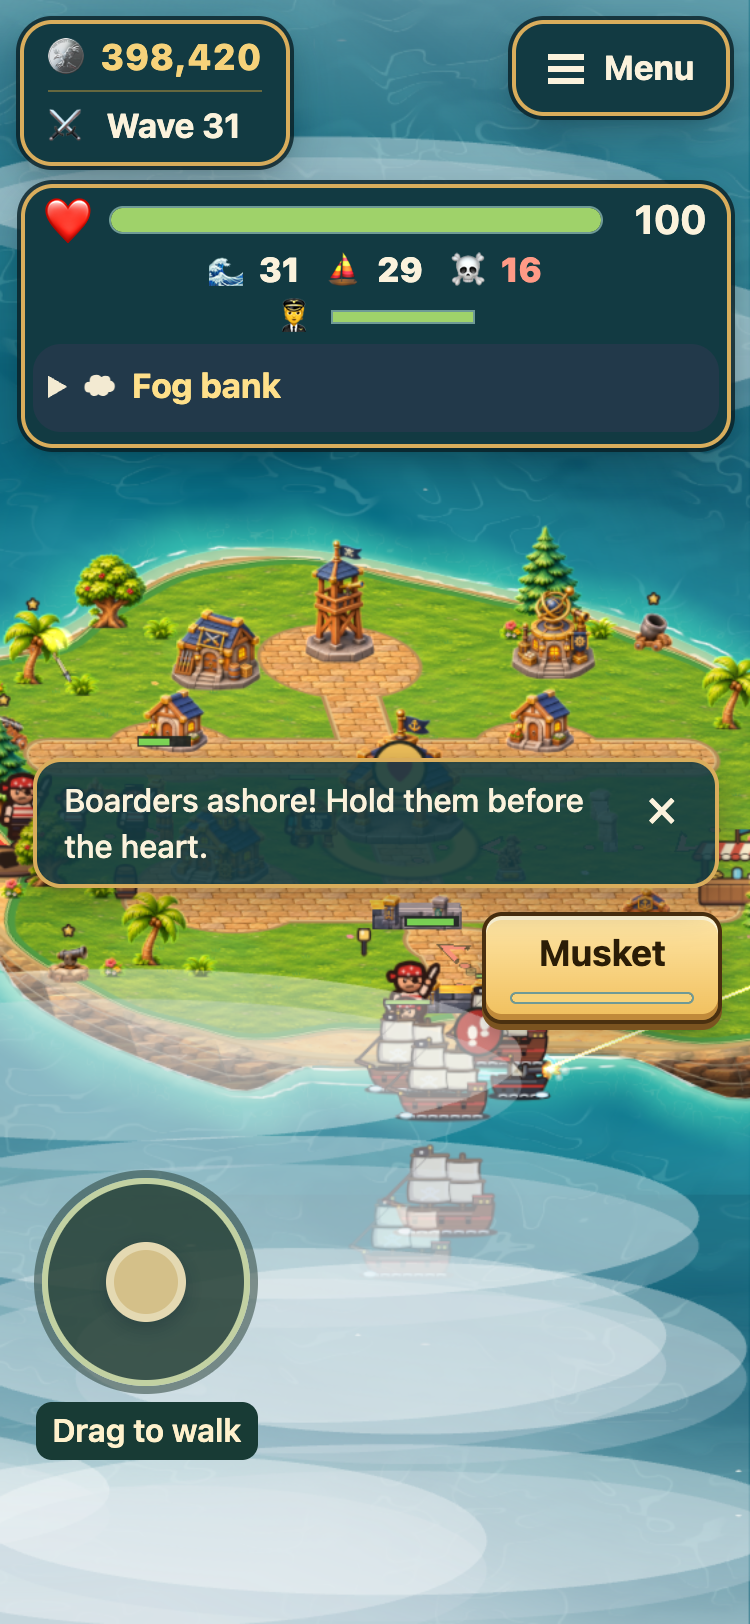 398,420
Wave 31
Menu
100
31 29 16
Fog bank
Boarders ashore! Hold them before
the heart.
Musket
Drag to walk